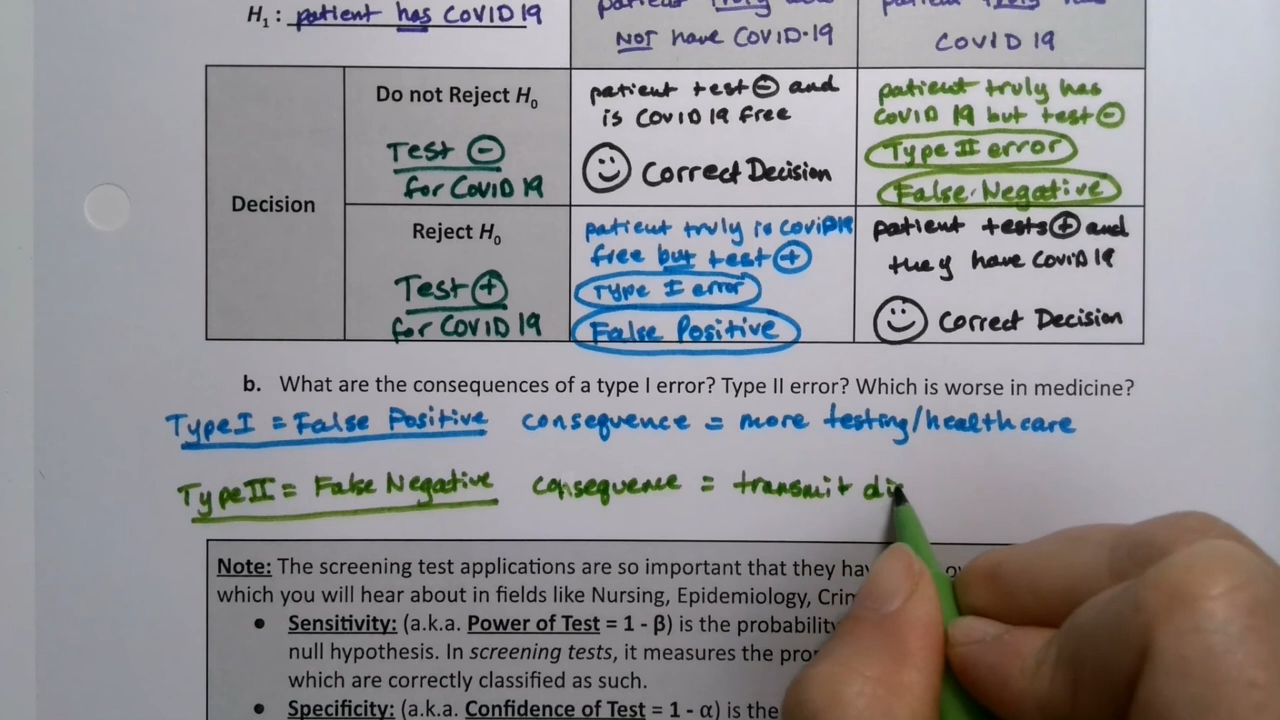 H₁: patient has COVID 19
NOT have COVID-19
COVID 19
Decision
Do not Reject H₀
Test ⊖
for COVID 19
patient test ⊖ and
is COVID 19 free
Correct Decision
patient truly has
COVID 19 but test ⊖
Type II error
False Negative
Reject H₀
Test ⊕
for COVID 19
patient truly is COVID19
free but test ⊕
Type I error
False Positive
patient tests ⊕ and
they have COVID 19
Correct Decision
b. What are the consequences of a type I error? Type II error? Which is worse in medicine?
Type I = False Positive consequence = more testing/healthcare
Type II = False Negative consequence = transmit di
Note: The screening test applications are so important that they
which you will hear about in fields like Nursing, Epidemiology,
• Sensitivity: (a.k.a. Power of Test = 1 - β) is the probability
null hypothesis. In screening tests, it measures the
which are correctly classified as such.
• Specificity: (a.k.a. Confidence of Test = 1 - α) is the